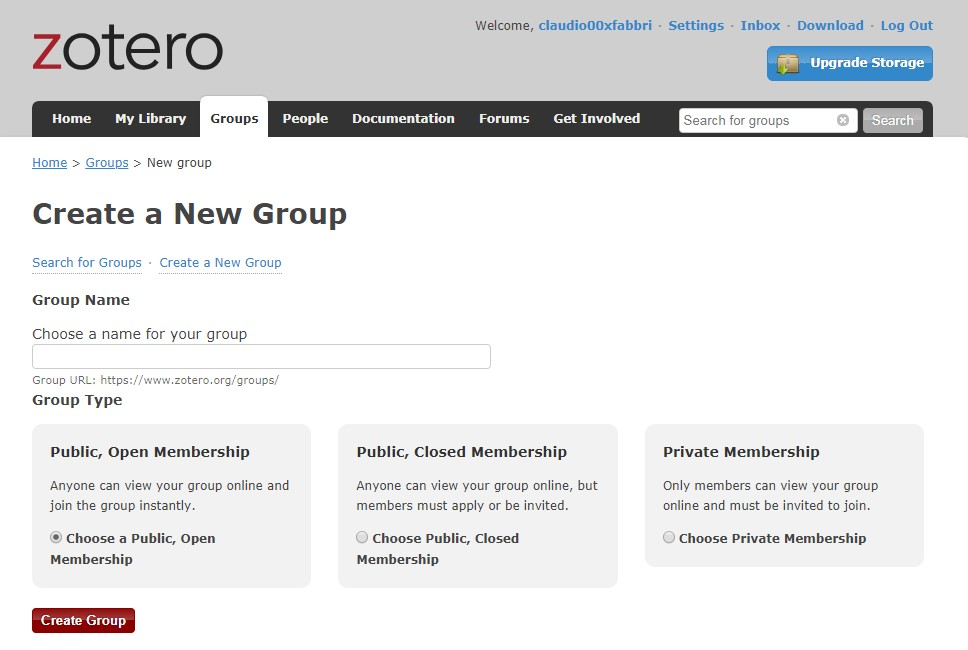 zotero
Welcome, claudio00xfabbri · Settings · Inbox · Download · Log Out
Upgrade Storage
Home My Library Groups People Documentation Forums Get Involved Search for groups Search
Home > Groups > New group
Create a New Group
Search for Groups · Create a New Group
Group Name
Choose a name for your group
Group URL: https://www.zotero.org/groups/
Group Type
Public, Open Membership
Anyone can view your group online and
join the group instantly.
Choose a Public, Open
Membership
Public, Closed Membership
Anyone can view your group online, but
members must apply or be invited.
Choose Public, Closed
Membership
Private Membership
Only members can view your group
online and must be invited to join.
Choose Private Membership
Create Group